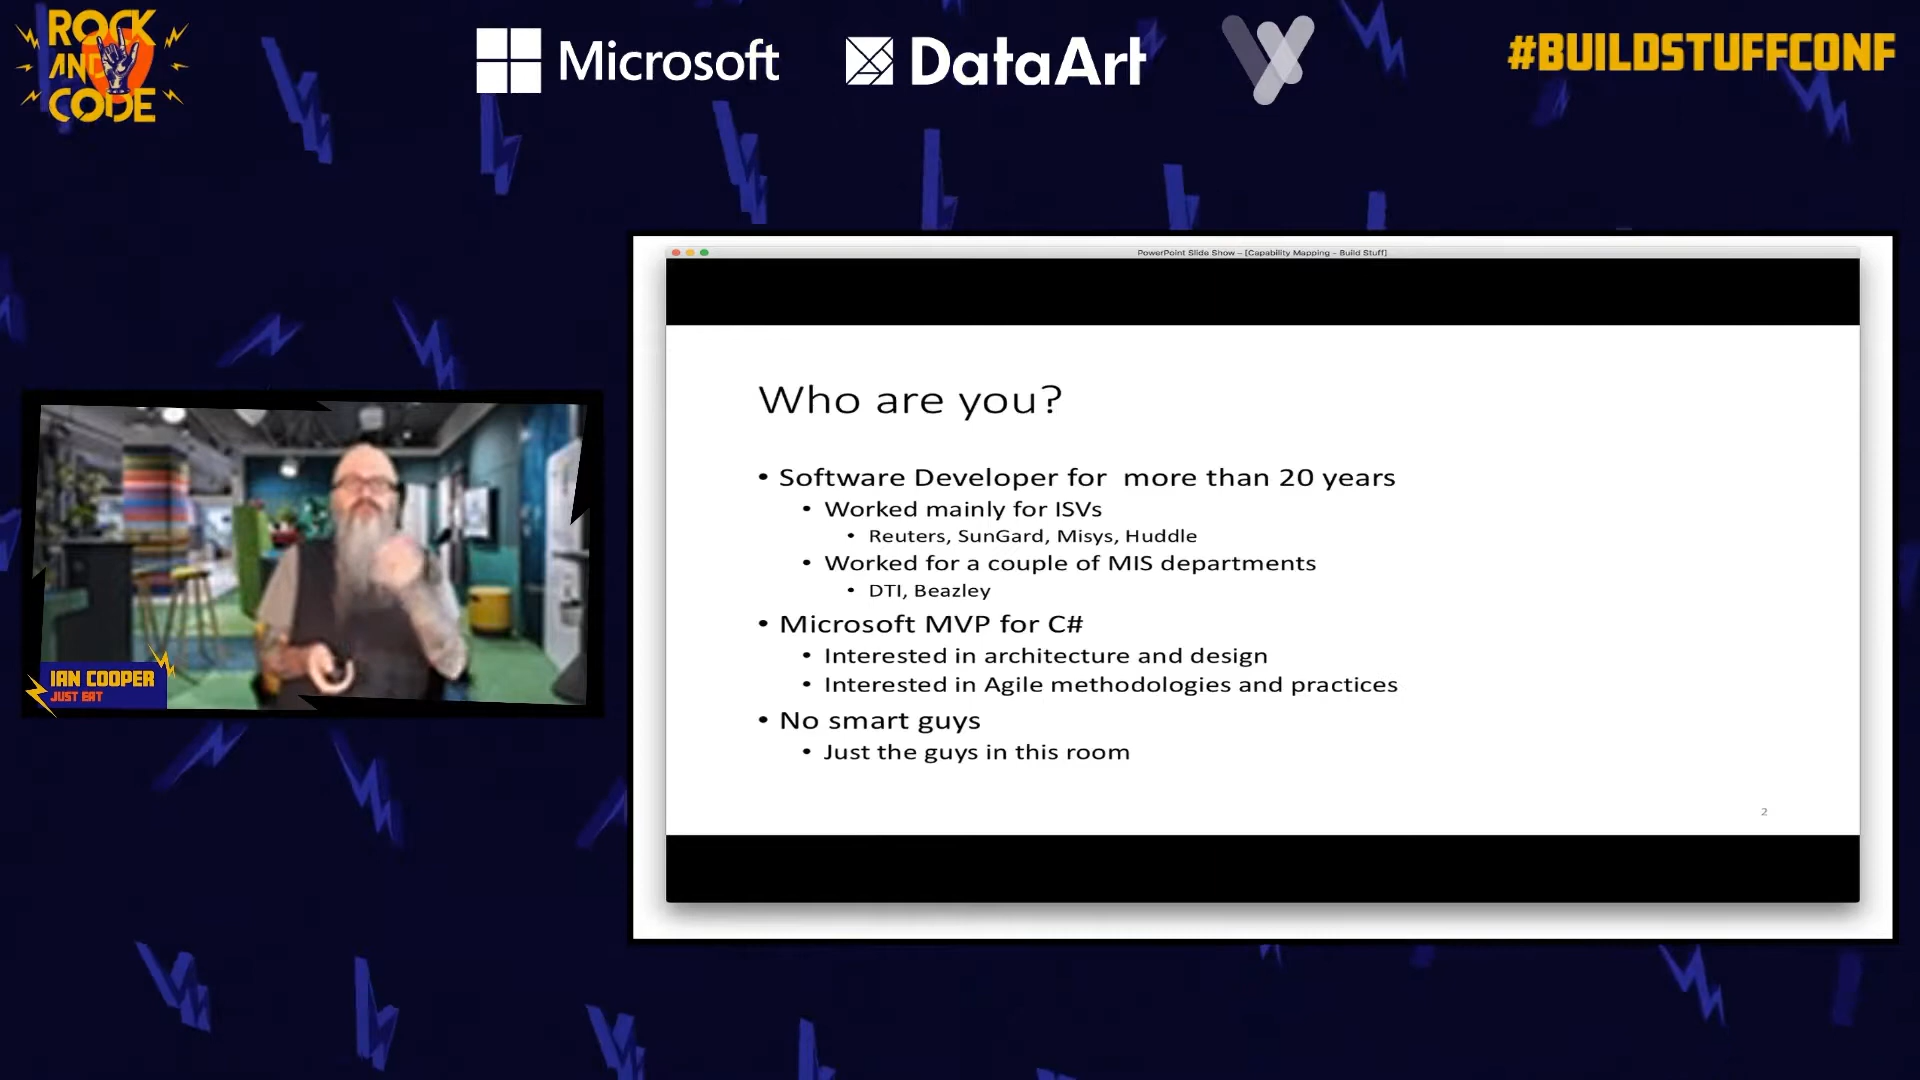 ROCK
AND
CODE
Microsoft
DataArt
#BUILDSTUFFCONF
PowerPoint Slide Show – [Capability Mapping - Build Stuff]
Who are you?
• Software Developer for  more than 20 years
• Worked mainly for ISVs
• Reuters, SunGard, Misys, Huddle
• Worked for a couple of MIS departments
• DTI, Beazley
• Microsoft MVP for C#
• Interested in architecture and design
• Interested in Agile methodologies and practices
• No smart guys
• Just the guys in this room
2
IAN COOPER
JUST EAT